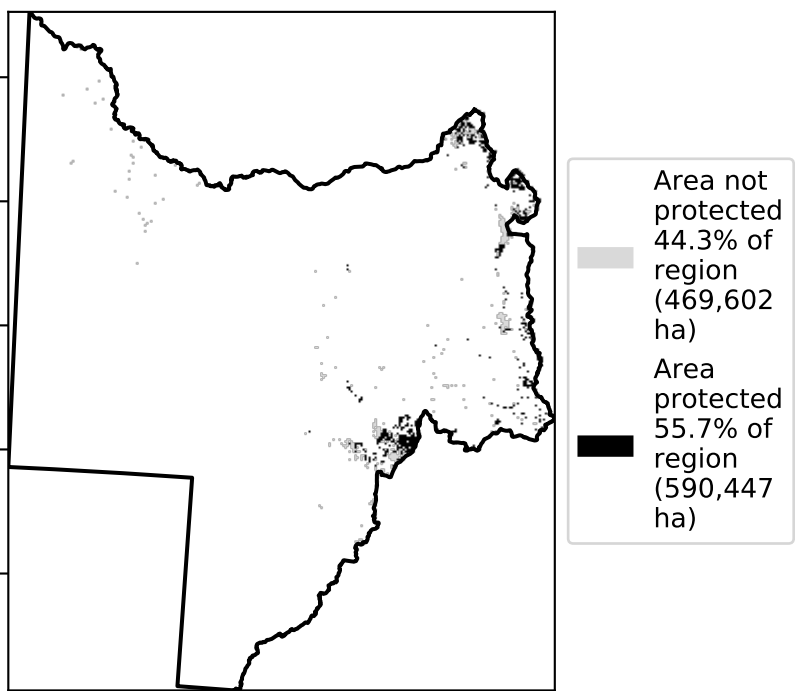 Area not
protected
44.3% of
region
(469,602
ha)
Area
protected
55.7% of
region
(590,447
ha)